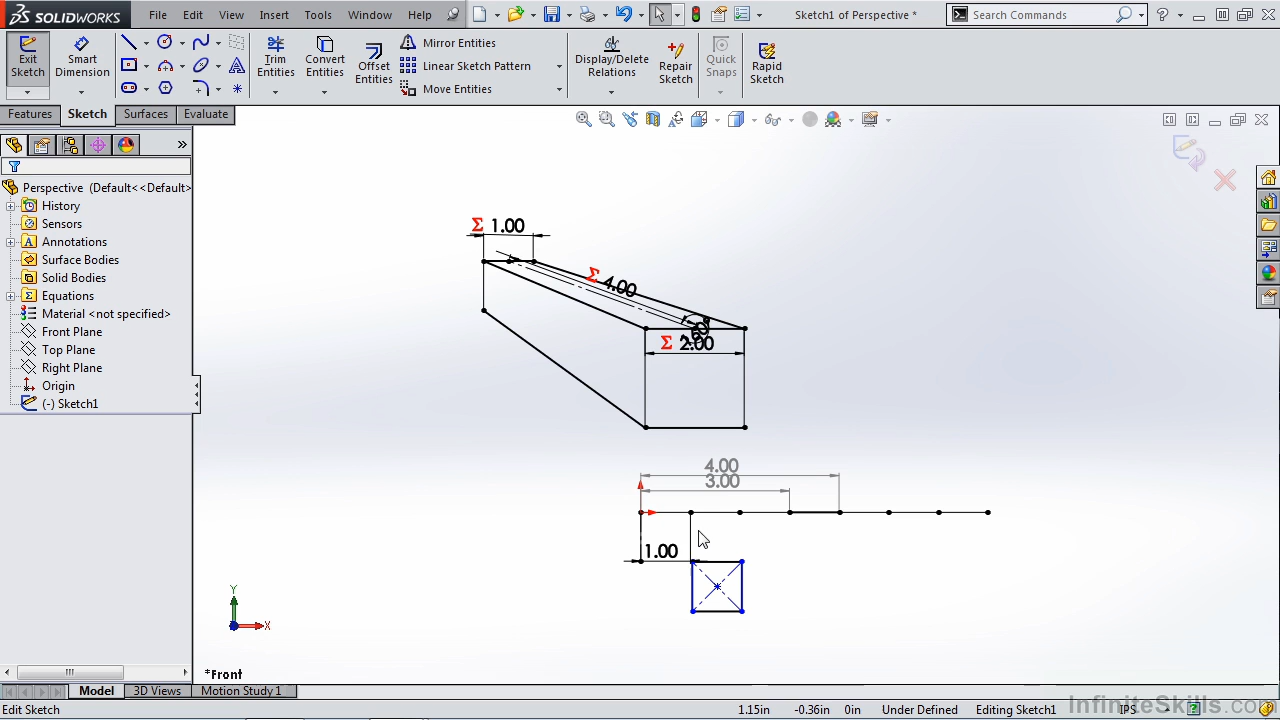 SOLIDWORKS
File Edit View Insert Tools Window Help
Sketch1 of Perspective *
Search Commands
Exit Sketch
Smart Dimension
Trim Entities
Convert Entities
Offset Entities
Mirror Entities
Linear Sketch Pattern
Move Entities
Display/Delete Relations
Repair Sketch
Quick Snaps
Rapid Sketch
Features Sketch Surfaces Evaluate
Perspective (Default<<Default>
History
Sensors
Annotations
Surface Bodies
Solid Bodies
Equations
Material <not specified>
Front Plane
Top Plane
Right Plane
Origin
(-) Sketch1
Σ 1.00
Σ 4.00
Σ 2.00
4.00
3.00
1.00
Y
X
*Front
Model 3D Views Motion Study 1
InfiniteSkills.com
Edit Sketch 1.15in -0.36in 0in Under Defined Editing Sketch1 IPS